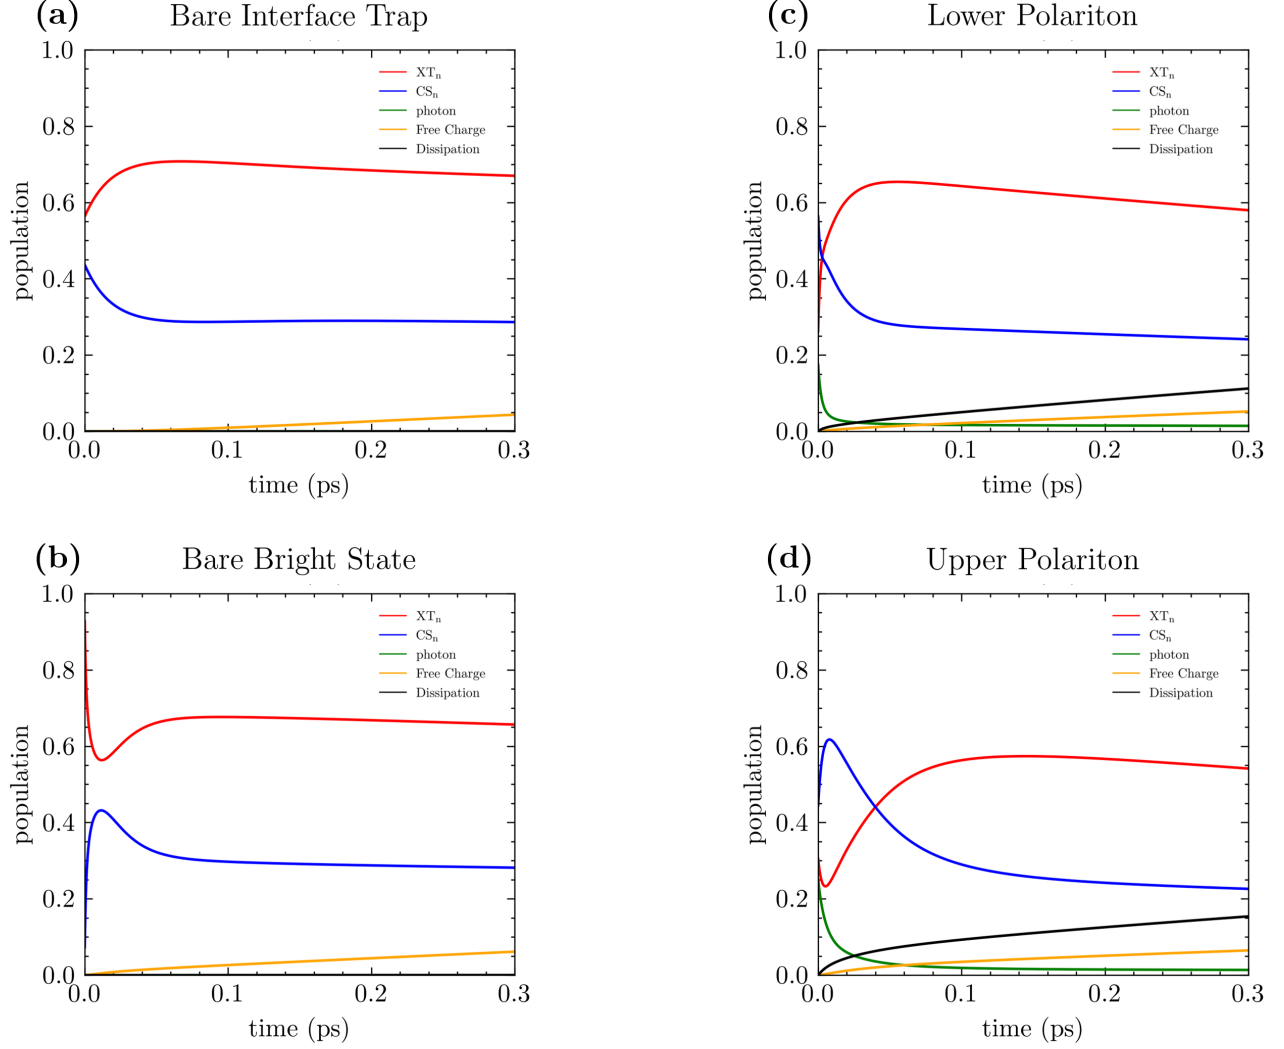 (a) Bare Interface Trap
1.0
0.8
0.6
0.4
0.2
0.0
population
XTn
CSn
photon
Free Charge
Dissipation
0.0 0.1 0.2 0.3
time (ps)
(c) Lower Polariton
1.0
0.8
0.6
0.4
0.2
0.0
population
XTn
CSn
photon
Free Charge
Dissipation
0.0 0.1 0.2 0.3
time (ps)
(b) Bare Bright State
1.0
0.8
0.6
0.4
0.2
0.0
population
XTn
CSn
photon
Free Charge
Dissipation
0.0 0.1 0.2 0.3
time (ps)
(d) Upper Polariton
1.0
0.8
0.6
0.4
0.2
0.0
population
XTn
CSn
photon
Free Charge
Dissipation
0.0 0.1 0.2 0.3
time (ps)